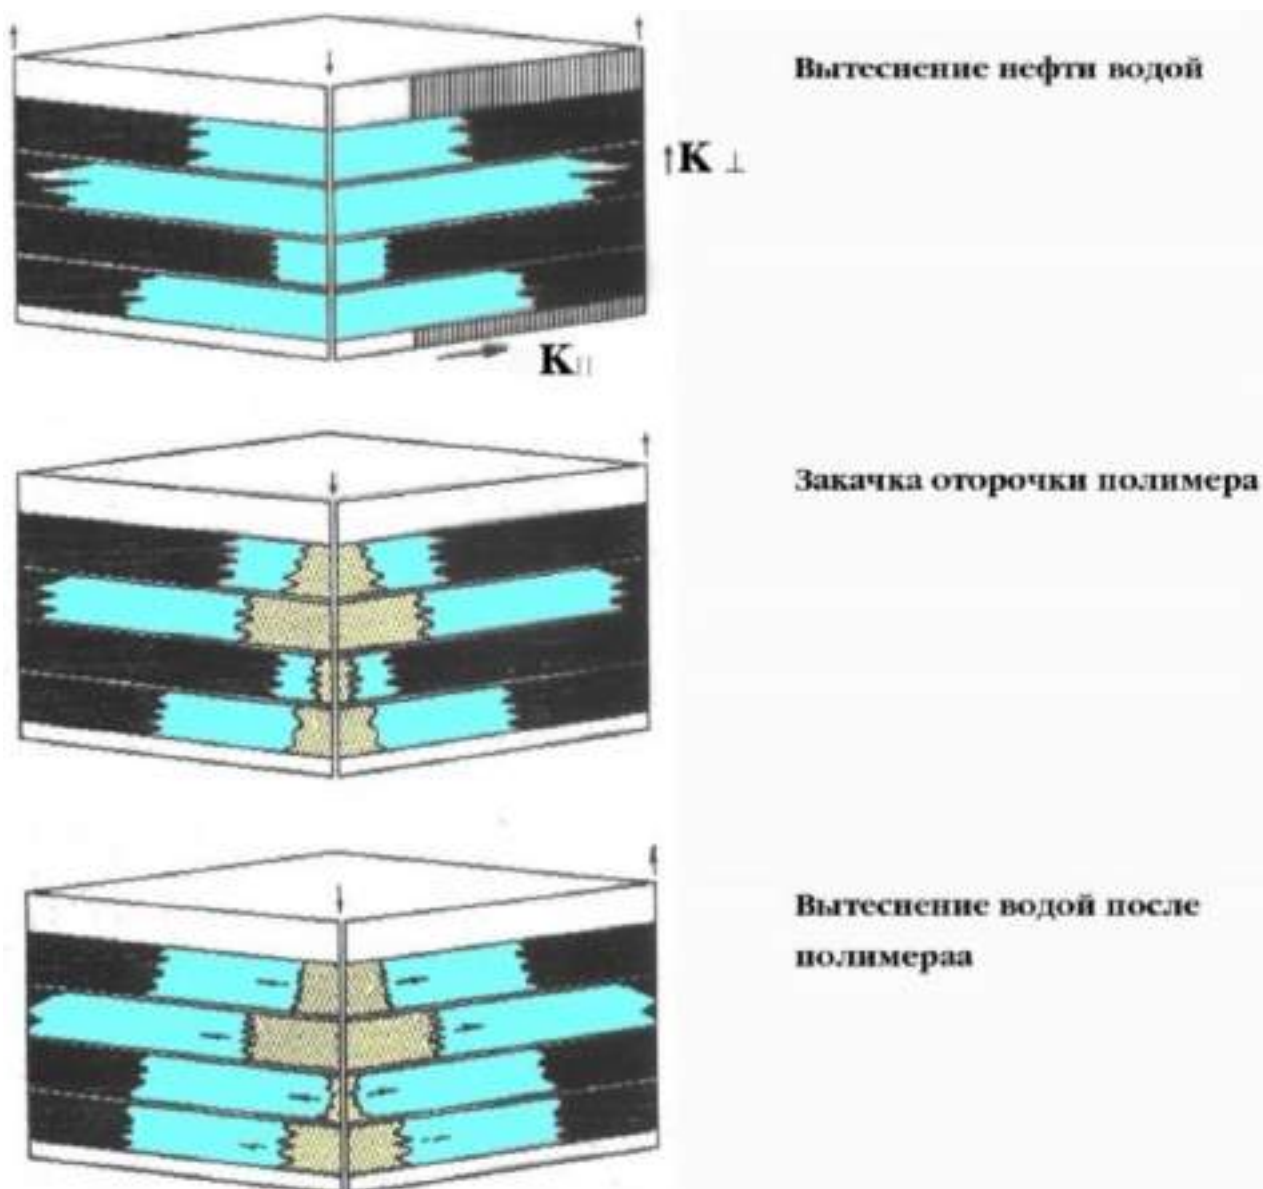 Вытеснение нефти водой
K ⊥
K||
Закачка оторочки полимера
Вытеснение водой после
полимераа